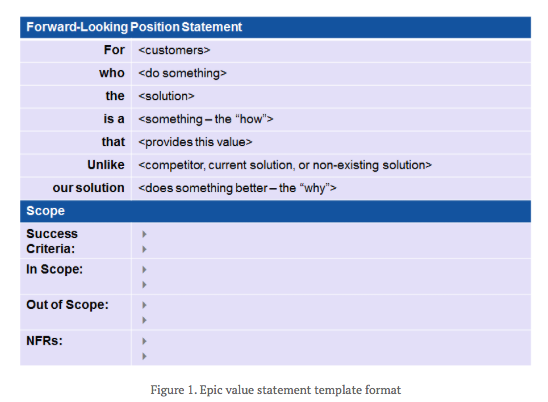 Forward-Looking Position Statement
For <customers>
who <do something>
the <solution>
is a <something – the “how”>
that <provides this value>
Unlike <competitor, current solution, or non-existing solution>
our solution <does something better – the “why”>
Scope
Success
Criteria:
In Scope:
Out of Scope:
NFRs:
Figure 1. Epic value statement template format